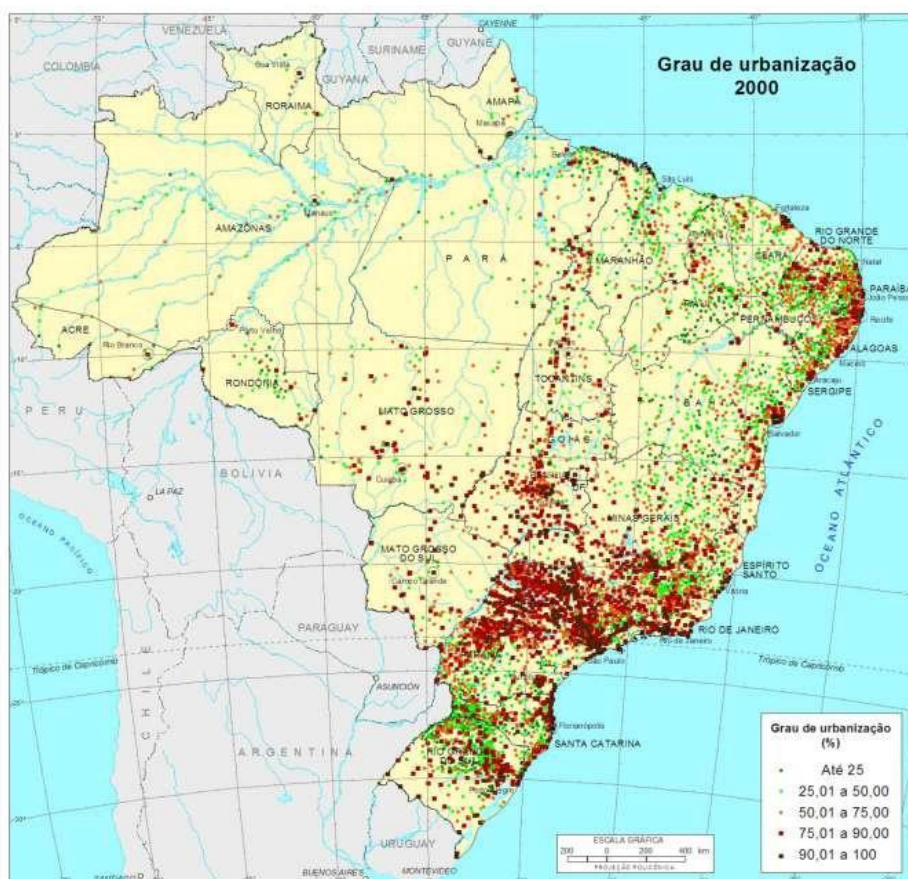 CAYENNE
VENEZUELA
GUYANE
SURINAME
COLOMBIA
GUYANA
Grau de urbanização
2000
Boa Vista
RORAIMA
AMAPÁ
Macapá
São Luís
Manaus
AMAZONAS
Fortaleza
RIO GRANDE
DO NORTE
PARÁ
MARANHÃO
CEARÁ
Natal
PARAÍBA
João Pessoa
ACRE
Porto Velho
PERNAMBUCO
Recife
Rio Branco
ALAGOAS
Maceió
TOCANTINS
Aracaju
RONDÔNIA
SERGIPE
PERU
MATO GROSSO
GOIÁS
Salvador
BOLIVIA
Cuiabá
DF
LA PAZ
OCEANO ATLÂNTICO
MINAS GERAIS
OCEANO PACÍFICO
MATO GROSSO
DO SUL
ESPÍRITO
SANTO
Campo Grande
Vitória
PARAGUAY
RIO DE JANEIRO
Rio de Janeiro
São Paulo
Trópico de Capricórnio
Trópico de Capricórnio
ASUNCIÓN
CHILE
Florianópolis
SANTA CATARINA
ARGENTINA
RIO GRANDE
DO SUL
Porto Alegre
Grau de urbanização
(%)
Até 25
25,01 a 50,00
50,01 a 75,00
75,01 a 90,00
90,01 a 100
URUGUAY
ESCALA GRÁFICA
200 0 200 400 km
PROJEÇÃO POLICÔNICA
BUENOS AIRES
MONTEVIDEO